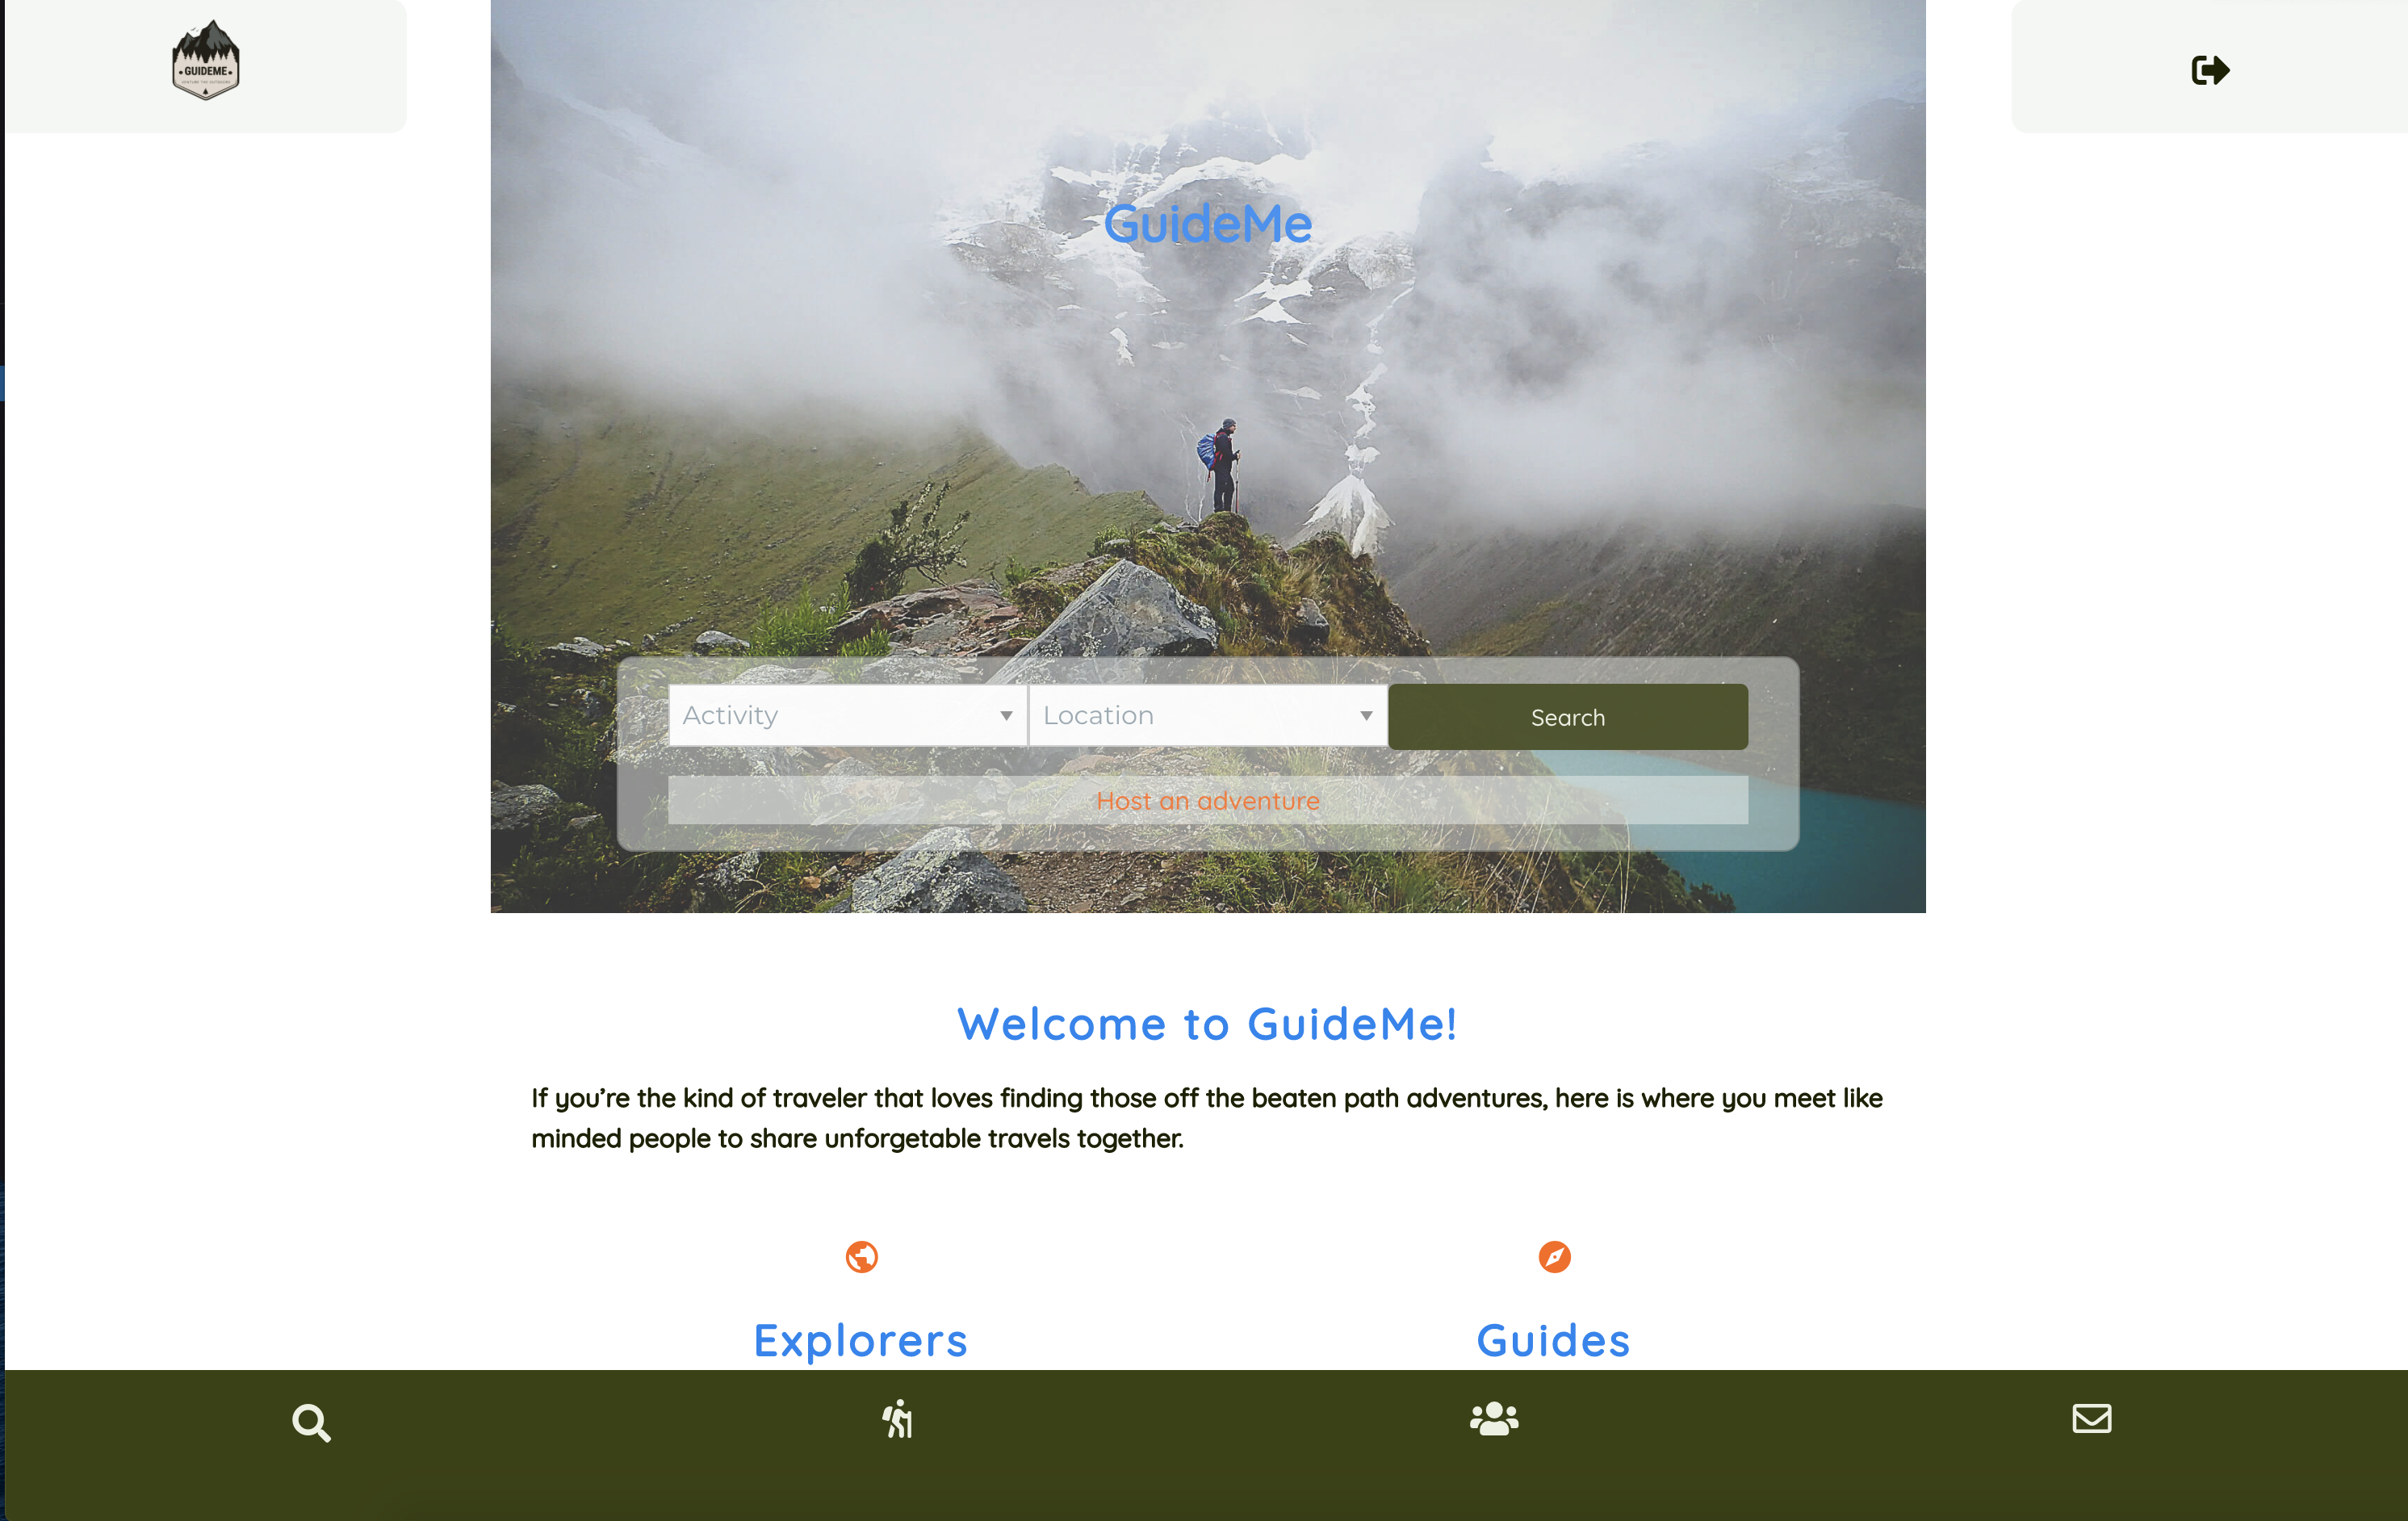 GUIDEME
GuideMe
Activity
Location
Search
Host an adventure
Welcome to GuideMe!
If you’re the kind of traveler that loves finding those off the beaten path adventures, here is where you meet like
minded people to share unforgetable travels together.
Explorers
Guides